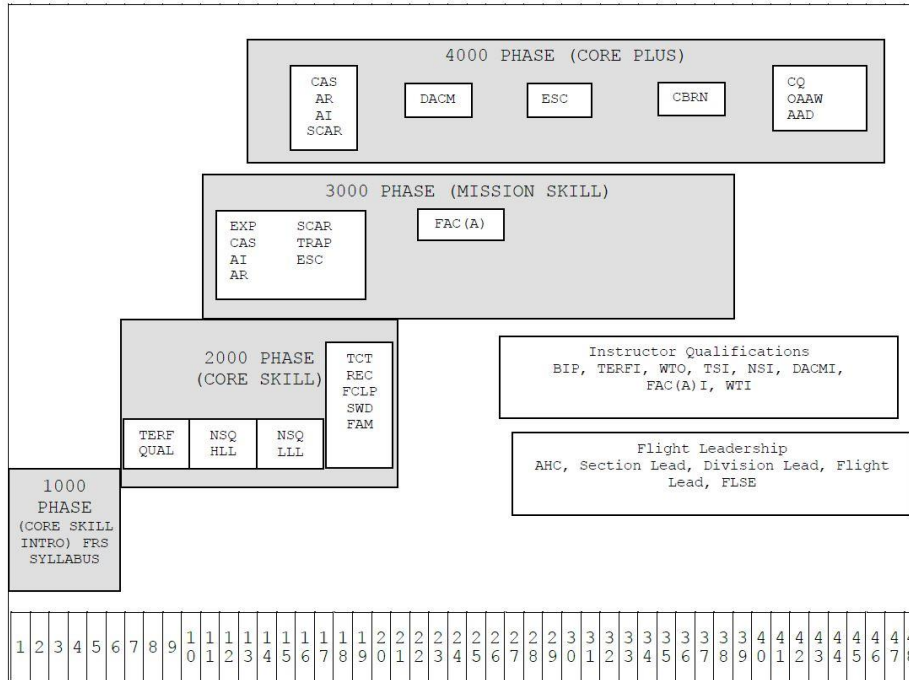 4000 PHASE (CORE PLUS)
CAS
AR
AI
SCAR
DACM
ESC
CBRN
CQ
OAAW
AAD
3000 PHASE (MISSION SKILL)
EXP SCAR
CAS TRAP
AI ESC
AR
FAC(A)
2000 PHASE
(CORE SKILL)
TCT
REC
FCLP
SWD
FAM
TERF
QUAL
NSQ
HLL
NSQ
LLL
Instructor Qualifications
BIP, TERFI, WTO, TSI, NSI, DACMI,
FAC(A)I, WTI
Flight Leadership
AHC, Section Lead, Division Lead, Flight
Lead, FLSE
1000
PHASE
(CORE SKILL
INTRO) FRS
SYLLABUS
1 2 3 4 5 6 7 8 9 10 11 12 13 14 15 16 17 18 19 20 21 22 23 24 25 26 27 28 29 30 31 32 33 34 35 36 37 38 39 40 41 42 43 44 45 46 47